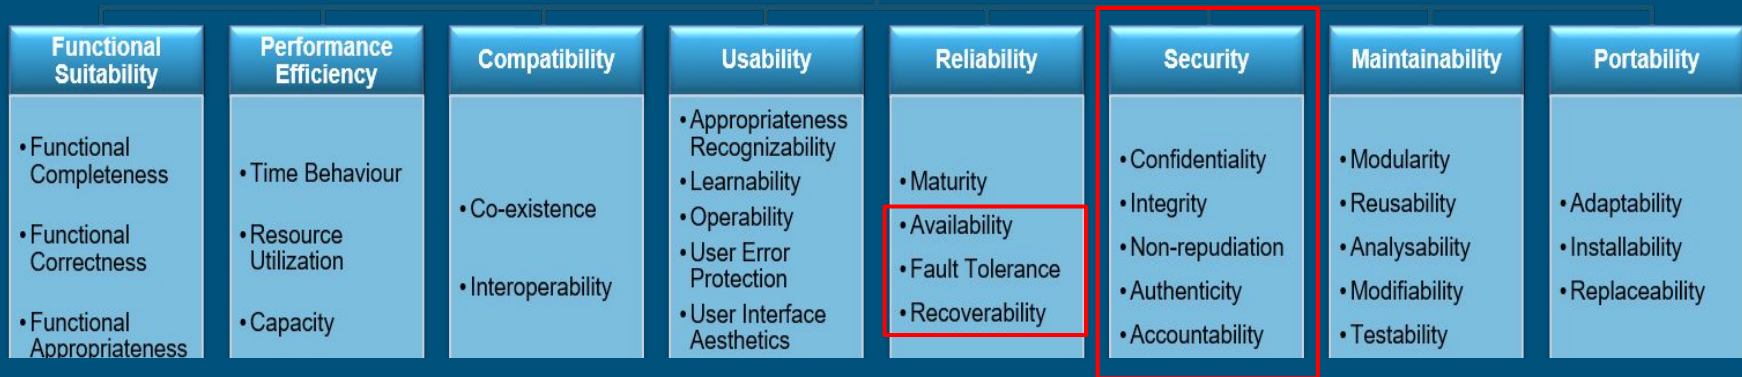 Functional
Suitability
• Functional
Completeness
• Functional
Correctness
• Functional
Appropriateness
Performance
Efficiency
• Time Behaviour
• Resource
Utilization
• Capacity
Compatibility
• Co-existence
• Interoperability
Usability
• Appropriateness
Recognizability
• Learnability
• Operability
• User Error
Protection
• User Interface
Aesthetics
Reliability
• Maturity
• Availability
• Fault Tolerance
• Recoverability
Security
• Confidentiality
• Integrity
• Non-repudiation
• Authenticity
• Accountability
Maintainability
• Modularity
• Reusability
• Analysability
• Modifiability
• Testability
Portability
• Adaptability
• Installability
• Replaceability